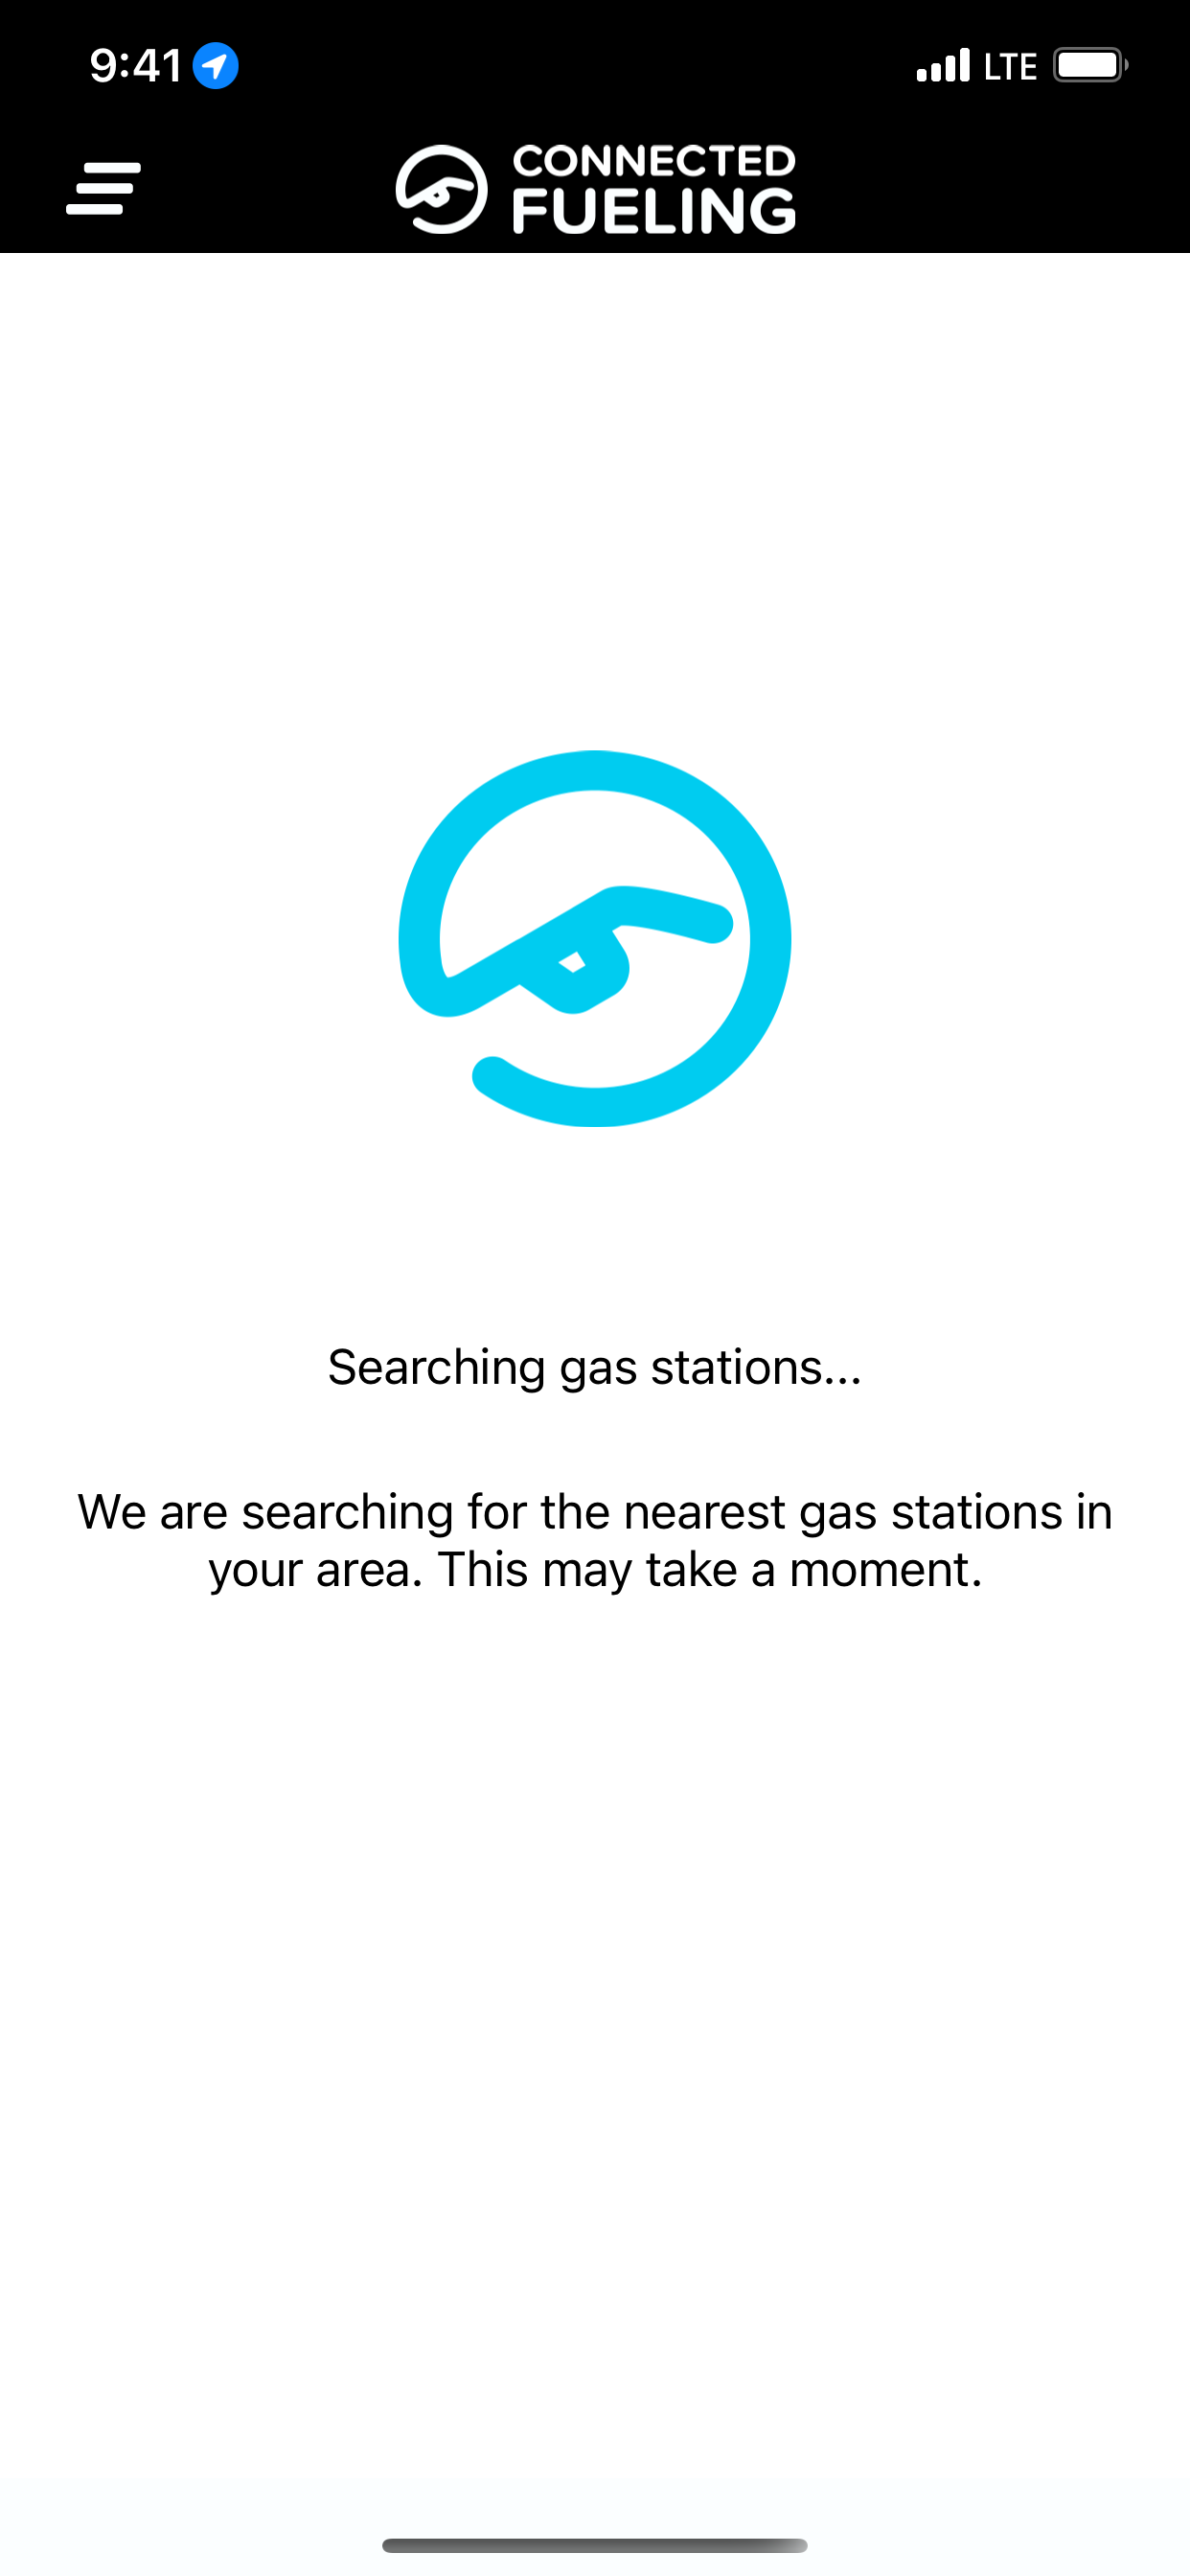 9:41
LTE
CONNECTED
FUELING
Searching gas stations...
We are searching for the nearest gas stations in
your area. This may take a moment.